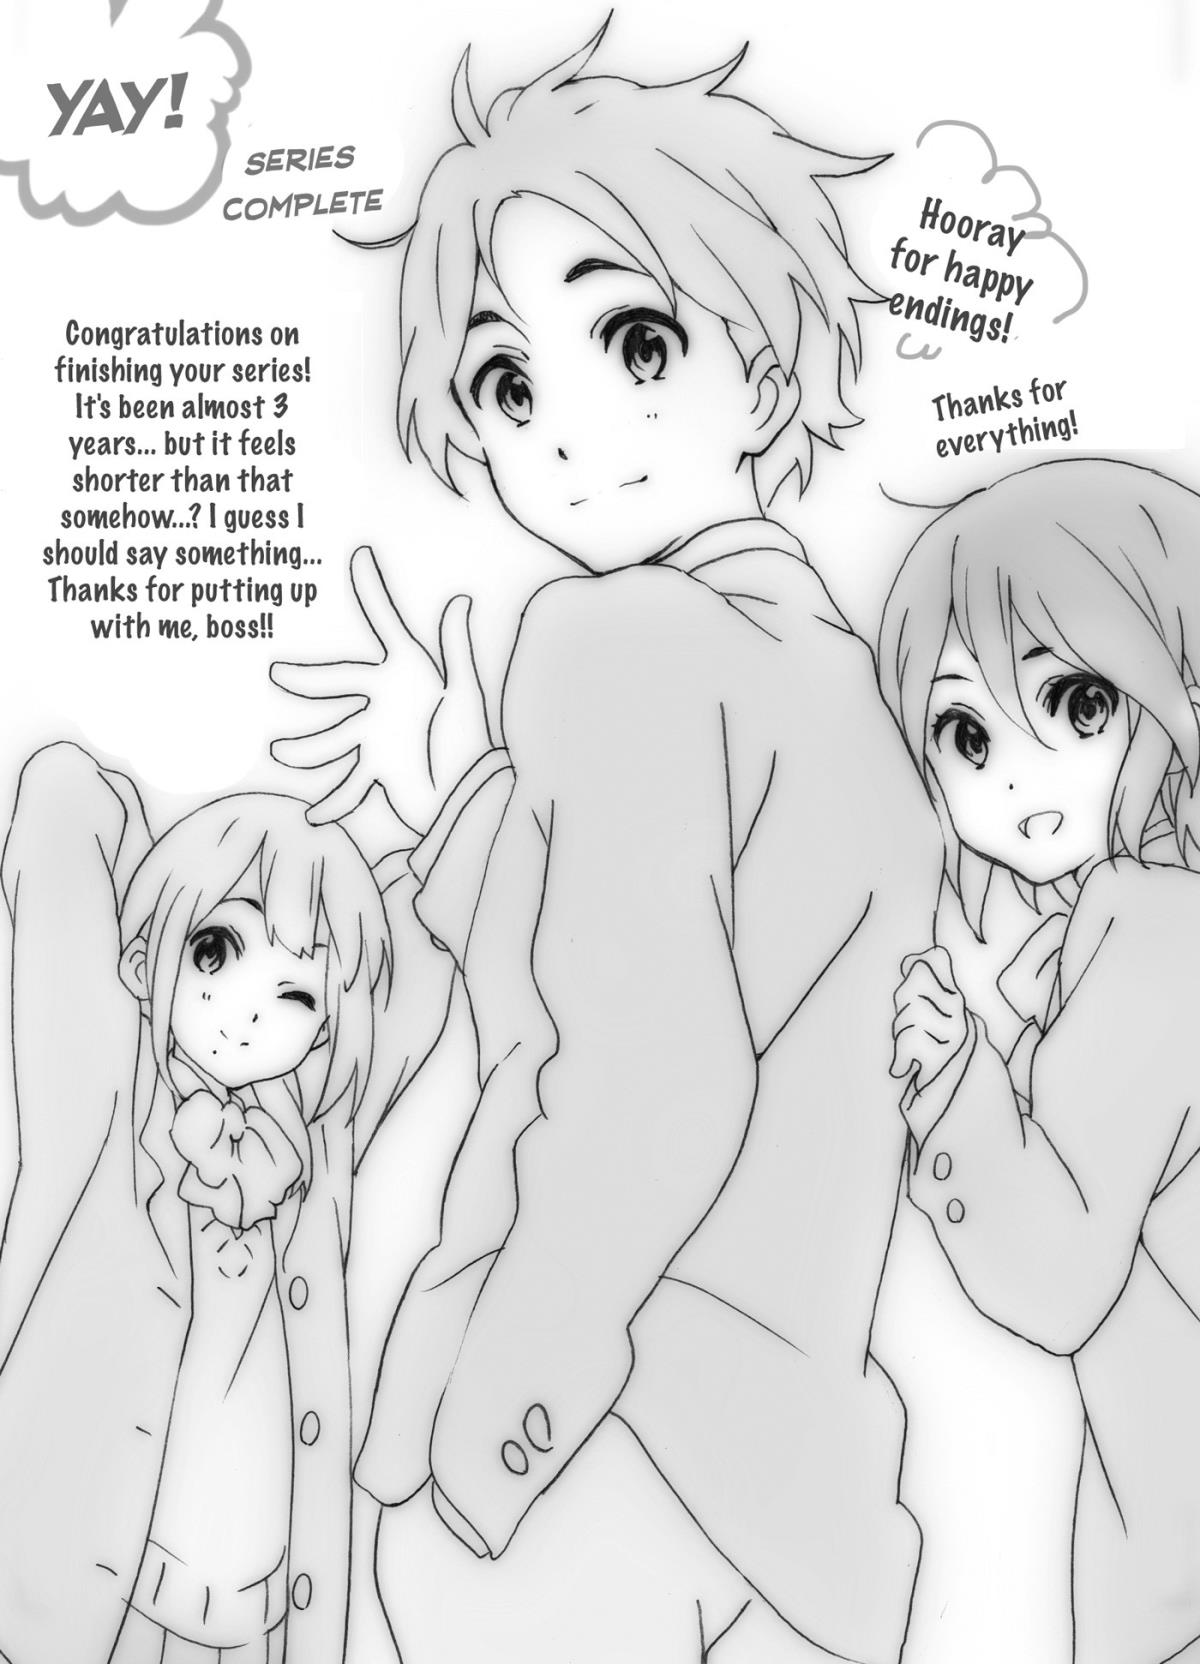 YAY!
SERIES
COMPLETE
Congratulations on
finishing your series!
It's been almost 3
years... but it feels
shorter than that
somehow...? I guess I
should say something...
Thanks for putting up
with me, boss!!
Hooray
for happy
endings!
Thanks for
everything!